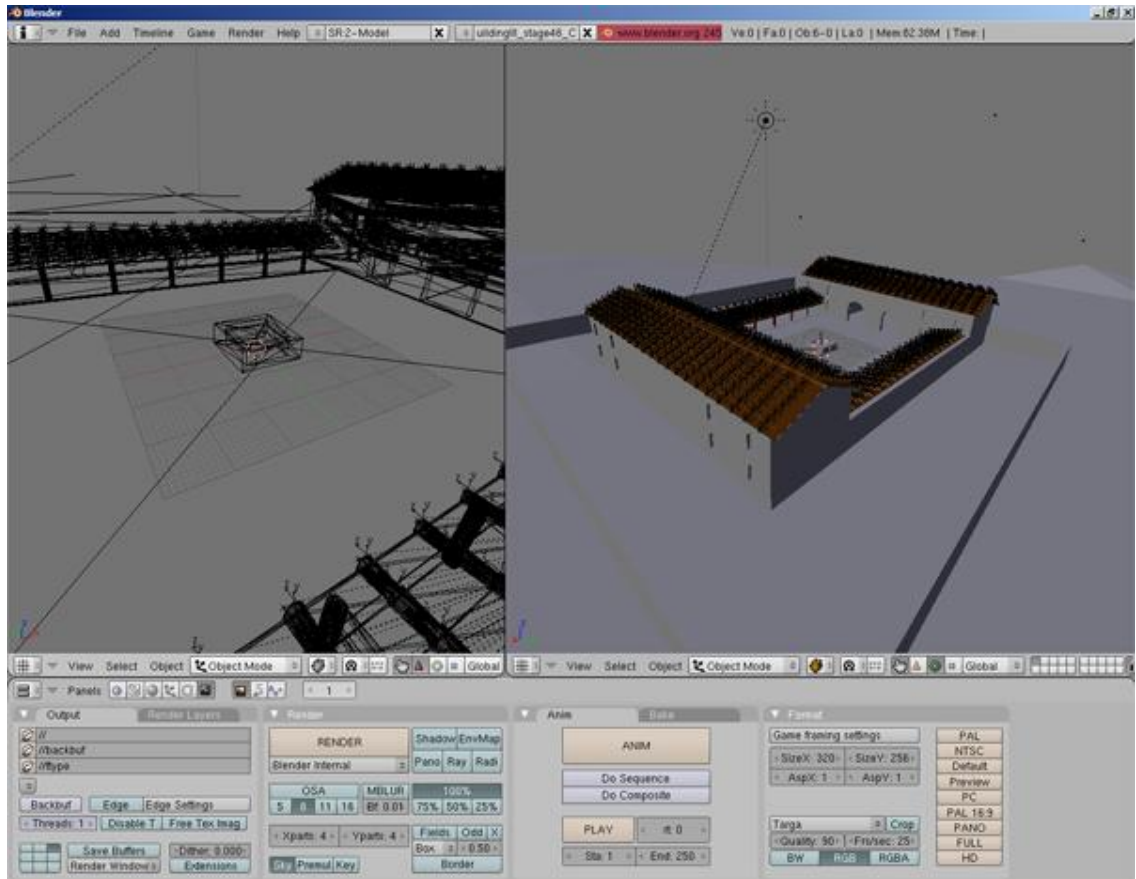 Blender
File Add Timeline Game Render Help SR:2-Model X uildinglit_stage46_C X www.blender.org 245 Ve:0 | Fa:0 | Ob:6-0 | La:0 | Mem:62.38M | Time: |
View Select Object Object Mode Global
View Select Object Object Mode Global
Panels 1
Output Render Layers
//
//backbuf
//ftype
Backbuf Edge Edge Settings
Threads: 1 Disable T Free Tex Imag
Save Buffers Dither: 0.000
Render Window Extensions
Render
RENDER
Blender Internal
Shadow EnvMap
Pano Ray Radi
OSA MBLUR 100%
5 8 11 16 Bf: 0.01 75% 50% 25%
Xparts: 4 Yparts: 4 Fields Odd X
Box 0.50
Sky Premul Key Border
Anim Bake
ANIM
Do Sequence
Do Composite
PLAY rt: 0
Sta: 1 End: 250
Format
Game framing settings
SizeX: 320 SizeY: 256
AspX: 1 AspY: 1
Targa Crop
Quality: 90 Frs/sec: 25
BW RGB RGBA
PAL
NTSC
Default
Preview
PC
PAL 16:9
PANO
FULL
HD